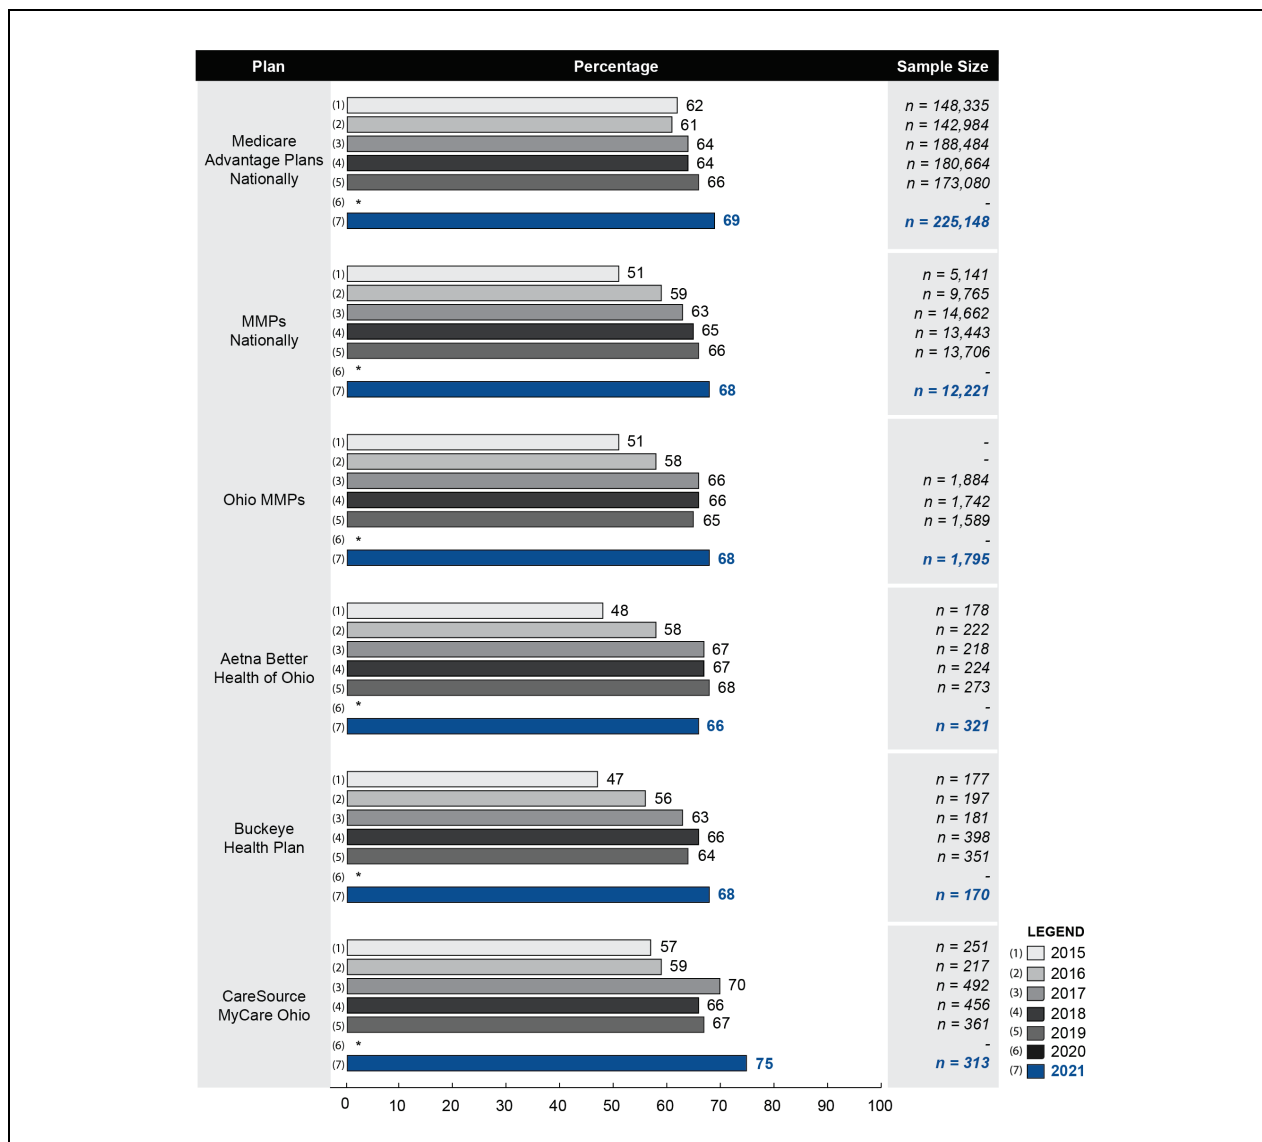 Plan Percentage Sample Size
Medicare
Advantage Plans
Nationally
(1) 62 n = 148,335
(2) 61 n = 142,984
(3) 64 n = 188,484
(4) 64 n = 180,664
(5) 66 n = 173,080
(6) * -
(7) 69 n = 225,148
MMPs
Nationally
(1) 51 n = 5,141
(2) 59 n = 9,765
(3) 63 n = 14,662
(4) 65 n = 13,443
(5) 66 n = 13,706
(6) * -
(7) 68 n = 12,221
Ohio MMPs
(1) 51 -
(2) 58 -
(3) 66 n = 1,884
(4) 66 n = 1,742
(5) 65 n = 1,589
(6) * -
(7) 68 n = 1,795
Aetna Better
Health of Ohio
(1) 48 n = 178
(2) 58 n = 222
(3) 67 n = 218
(4) 67 n = 224
(5) 68 n = 273
(6) * -
(7) 66 n = 321
Buckeye
Health Plan
(1) 47 n = 177
(2) 56 n = 197
(3) 63 n = 181
(4) 66 n = 398
(5) 64 n = 351
(6) * -
(7) 68 n = 170
CareSource
MyCare Ohio
(1) 57 n = 251
(2) 59 n = 217
(3) 70 n = 492
(4) 66 n = 456
(5) 67 n = 361
(6) * -
(7) 75 n = 313
0 10 20 30 40 50 60 70 80 90 100
LEGEND
(1) 2015
(2) 2016
(3) 2017
(4) 2018
(5) 2019
(6) 2020
(7) 2021